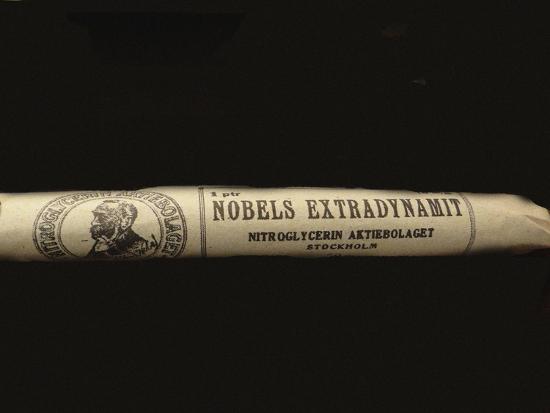 NITROGLYCERIN AKTIEBOLAGET
1 ptr
NOBELS EXTRADYNAMIT
NITROGLYCERIN AKTIEBOLAGET
STOCKHOLM